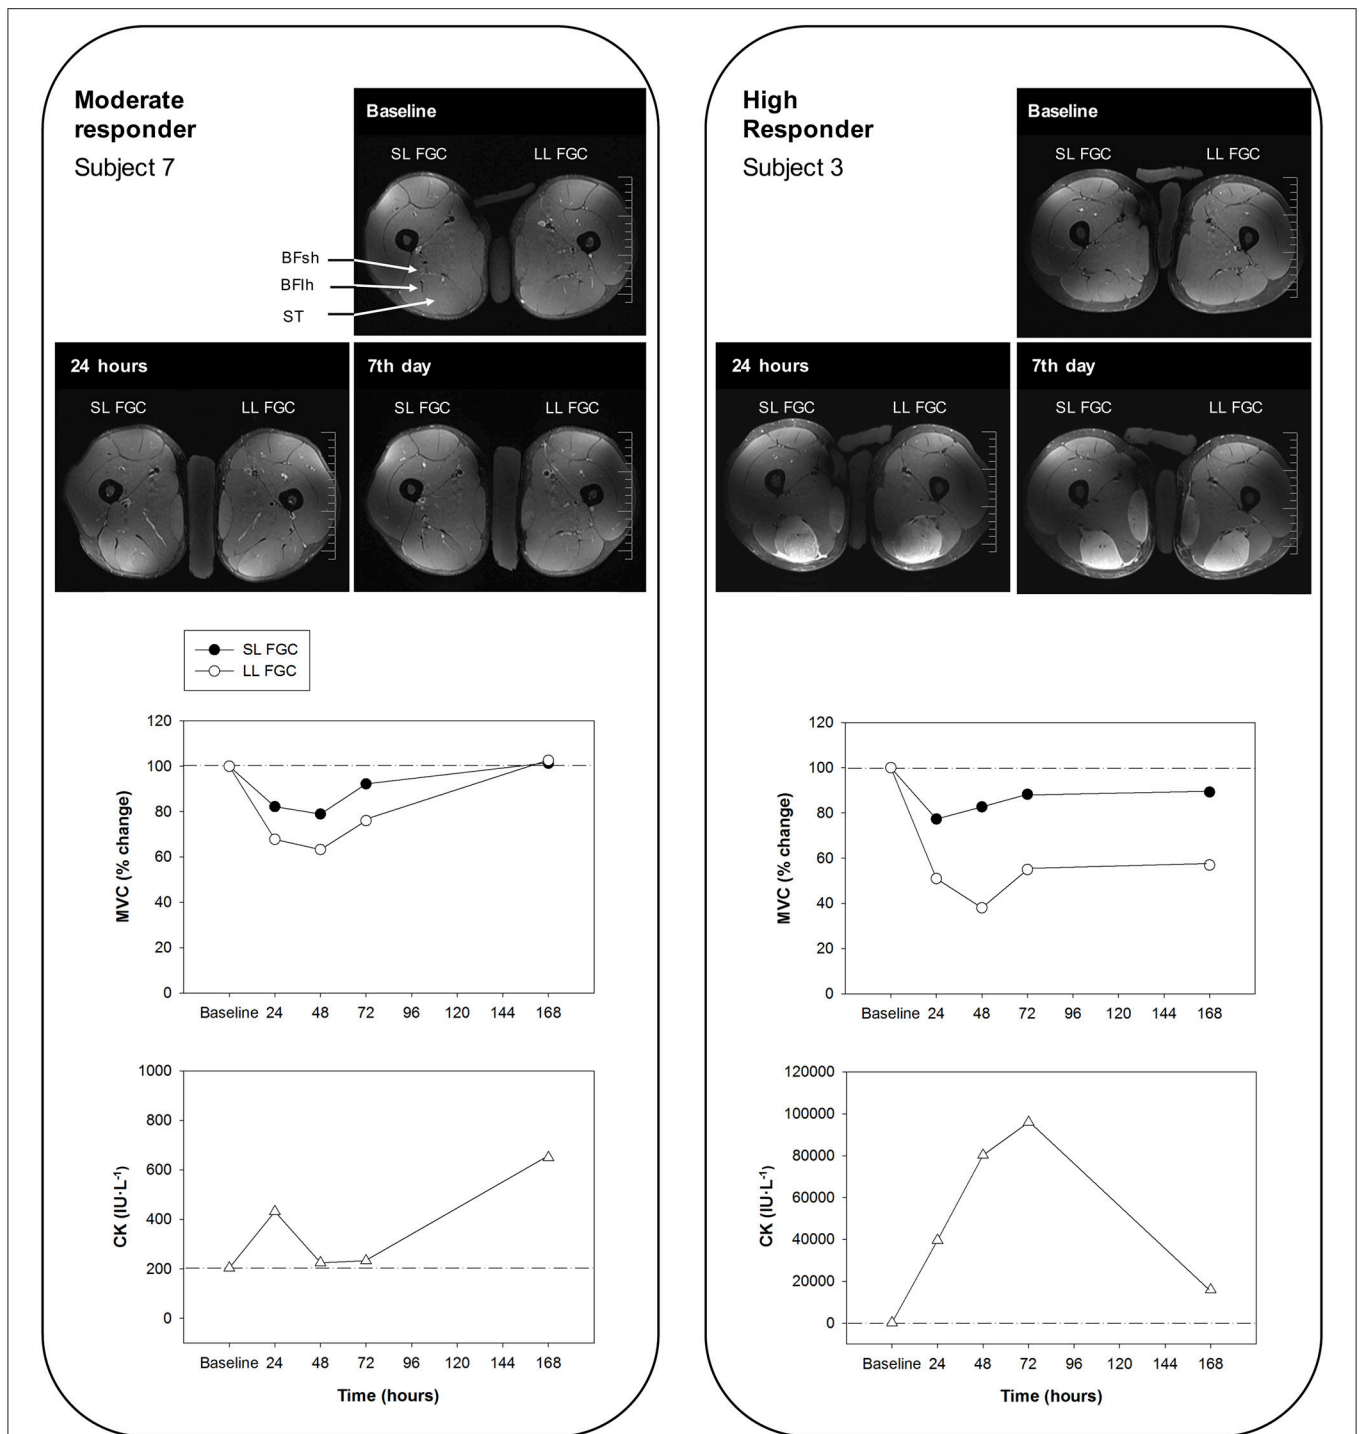 Moderate
responder
Subject 7
Baseline
SL FGC LL FGC
BFsh
BFlh
ST
24 hours
SL FGC LL FGC
7th day
SL FGC LL FGC
SL FGC
LL FGC
120
100
80
60
40
20
0
MVC (% change)
Baseline 24 48 72 96 120 144 168
1000
800
600
400
200
0
CK (IU·L⁻¹)
Baseline 24 48 72 96 120 144 168
Time (hours)
High
Responder
Subject 3
Baseline
SL FGC LL FGC
24 hours
SL FGC LL FGC
7th day
SL FGC LL FGC
120
100
80
60
40
20
0
MVC (% change)
Baseline 24 48 72 96 120 144 168
120000
100000
80000
60000
40000
20000
0
CK (IU·L⁻¹)
Baseline 24 48 72 96 120 144 168
Time (hours)